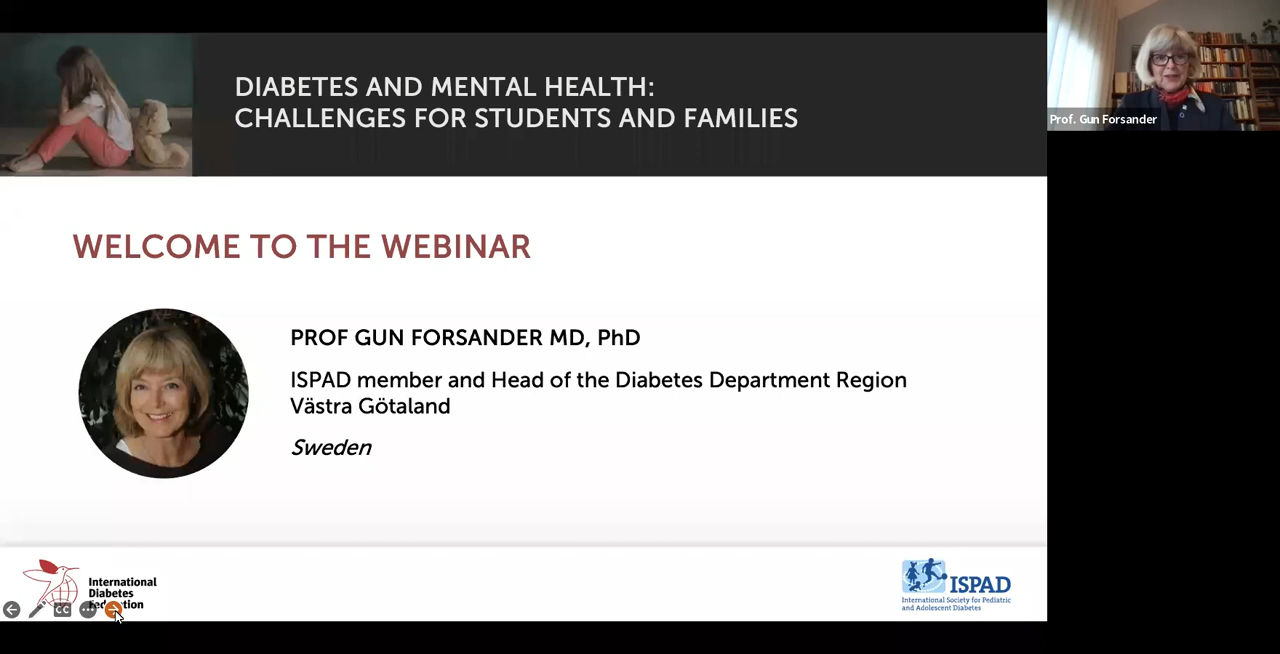 DIABETES AND MENTAL HEALTH:
CHALLENGES FOR STUDENTS AND FAMILIES
Prof. Gun Forsander
WELCOME TO THE WEBINAR
PROF GUN FORSANDER MD, PhD
ISPAD member and Head of the Diabetes Department Region
Västra Götaland
Sweden
International
Diabetes
CC
ISPAD
International Society for Pediatric
and Adolescent Diabetes